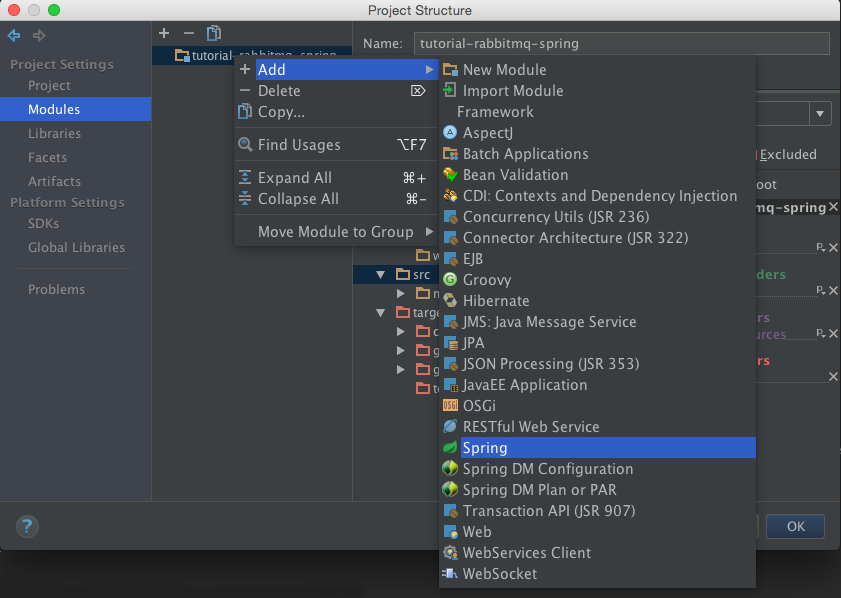 Project Structure
Project Settings
Project
Modules
Libraries
Facets
Artifacts
Platform Settings
SDKs
Global Libraries
Problems
tutorial-rabbitmq-spring
Name: tutorial-rabbitmq-spring
Add
Delete
Copy...
Find Usages ⌥F7
Expand All ⌘+
Collapse All ⌘-
Move Module to Group
src
New Module
Import Module
Framework
AspectJ
Batch Applications
Bean Validation
CDI: Contexts and Dependency Injection
Concurrency Utils (JSR 236)
Connector Architecture (JSR 322)
EJB
Groovy
Hibernate
JMS: Java Message Service
JPA
JSON Processing (JSR 353)
JavaEE Application
OSGi
RESTful Web Service
Spring
Spring DM Configuration
Spring DM Plan or PAR
Transaction API (JSR 907)
Web
WebServices Client
WebSocket
Excluded
oot
mq-spring
ders
rs
urces
rs
?
OK